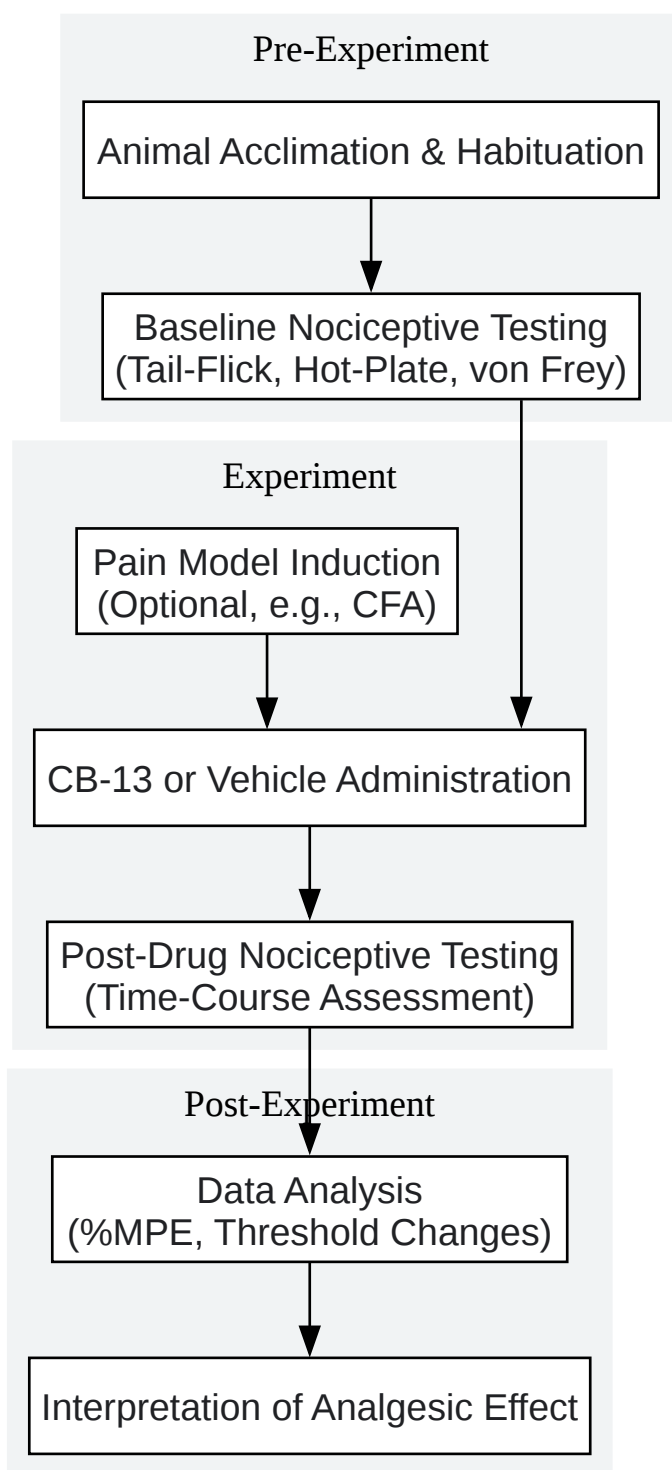 Pre-Experiment
Animal Acclimation & Habituation
Baseline Nociceptive Testing
(Tail-Flick, Hot-Plate, von Frey)
Experiment
Pain Model Induction
(Optional, e.g., CFA)
CB-13 or Vehicle Administration
Post-Drug Nociceptive Testing
(Time-Course Assessment)
Post-Experiment
Data Analysis
(%MPE, Threshold Changes)
Interpretation of Analgesic Effect